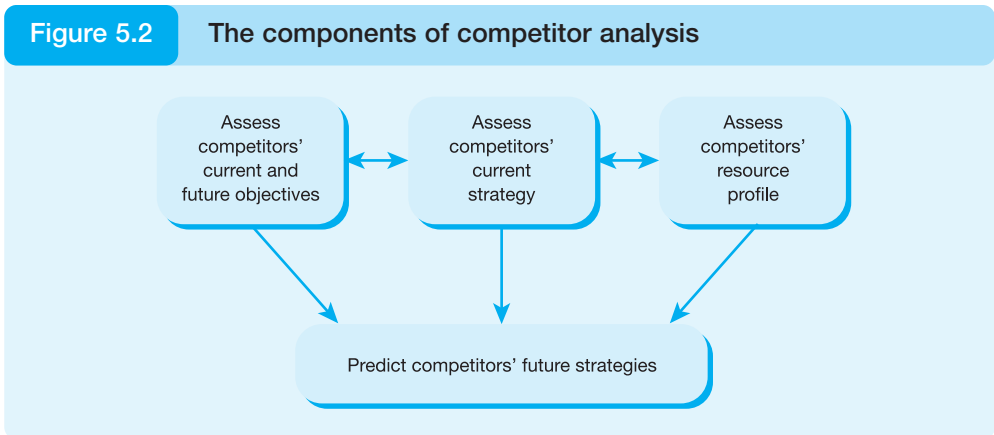 Figure 5.2
The components of competitor analysis
Assess
competitors'
current and
future objectives
Assess
competitors'
current
strategy
Assess
competitors'
resource
profile
Predict competitors' future strategies